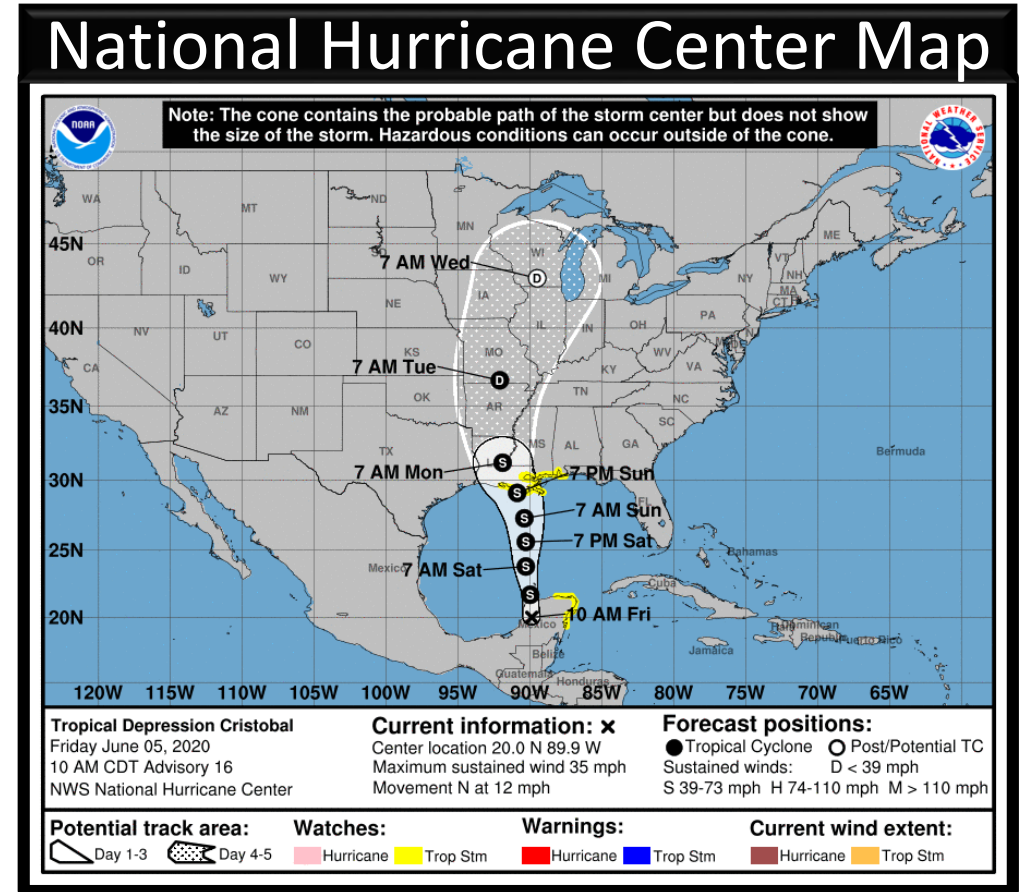 National Hurricane Center Map
NOAA
Note: The cone contains the probable path of the storm center but does not show
the size of the storm. Hazardous conditions can occur outside of the cone.
NATIONAL WEATHER SERVICE
WA
MT
ND
MN
ME
45N
OR
ID
SD
WI
VT
NH
7 AM Wed
D
MI
NY
MA
WY
IA
CT
RI
NE
PA
40N
NV
UT
IL
IN
OH
CO
KS
MO
WV
MD
CA
7 AM Tue
D
KY
VA
OK
TN
NC
35N
AZ
NM
AR
SC
TX
MS
AL
GA
Bermuda
7 AM Mon
S
7 PM Sun
30N
S
FL
S
7 AM Sun
S
7 PM Sat
25N
Bahamas
Mexico
7 AM Sat
S
Cuba
S
20N
10 AM Fri
Mexico
Dominican
Republic
Puerto Rico
Jamaica
Belize
Guatemala
Honduras
120W 115W 110W 105W 100W 95W 90W 85W 80W 75W 70W 65W
Tropical Depression Cristobal
Friday June 05, 2020
10 AM CDT Advisory 16
NWS National Hurricane Center
Current information: ×
Center location 20.0 N 89.9 W
Maximum sustained wind 35 mph
Movement N at 12 mph
Forecast positions:
Tropical Cyclone Post/Potential TC
Sustained winds: D < 39 mph
S 39-73 mph H 74-110 mph M > 110 mph
Potential track area:
Day 1-3 Day 4-5
Watches:
Hurricane Trop Stm
Warnings:
Hurricane Trop Stm
Current wind extent:
Hurricane Trop Stm